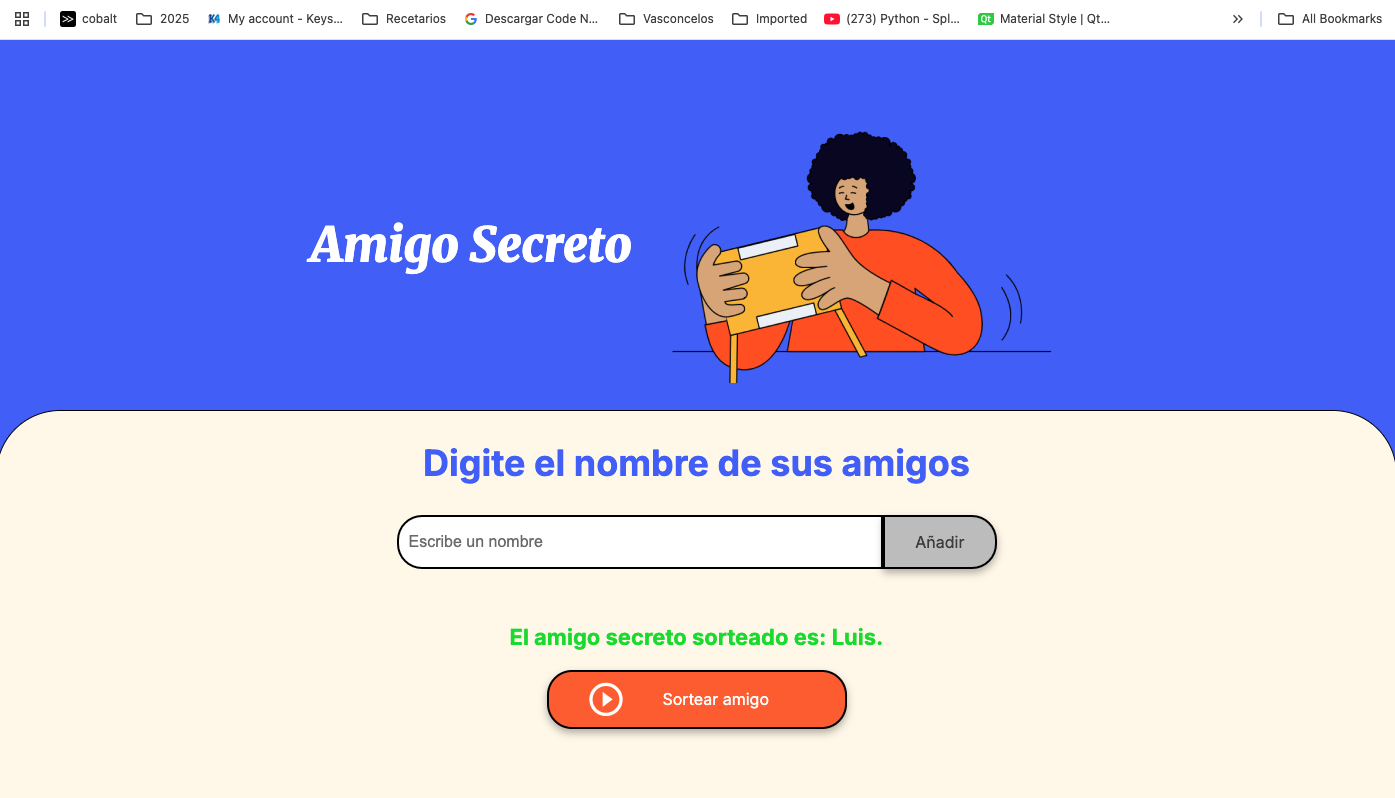 cobalt 2025 My account - Keys... Recetarios Descargar Code N... Vasconcelos Imported (273) Python - Spl... Qt Material Style | Qt... » All Bookmarks
Amigo Secreto
Digite el nombre de sus amigos
Escribe un nombre Añadir
El amigo secreto sorteado es: Luis.
Sortear amigo